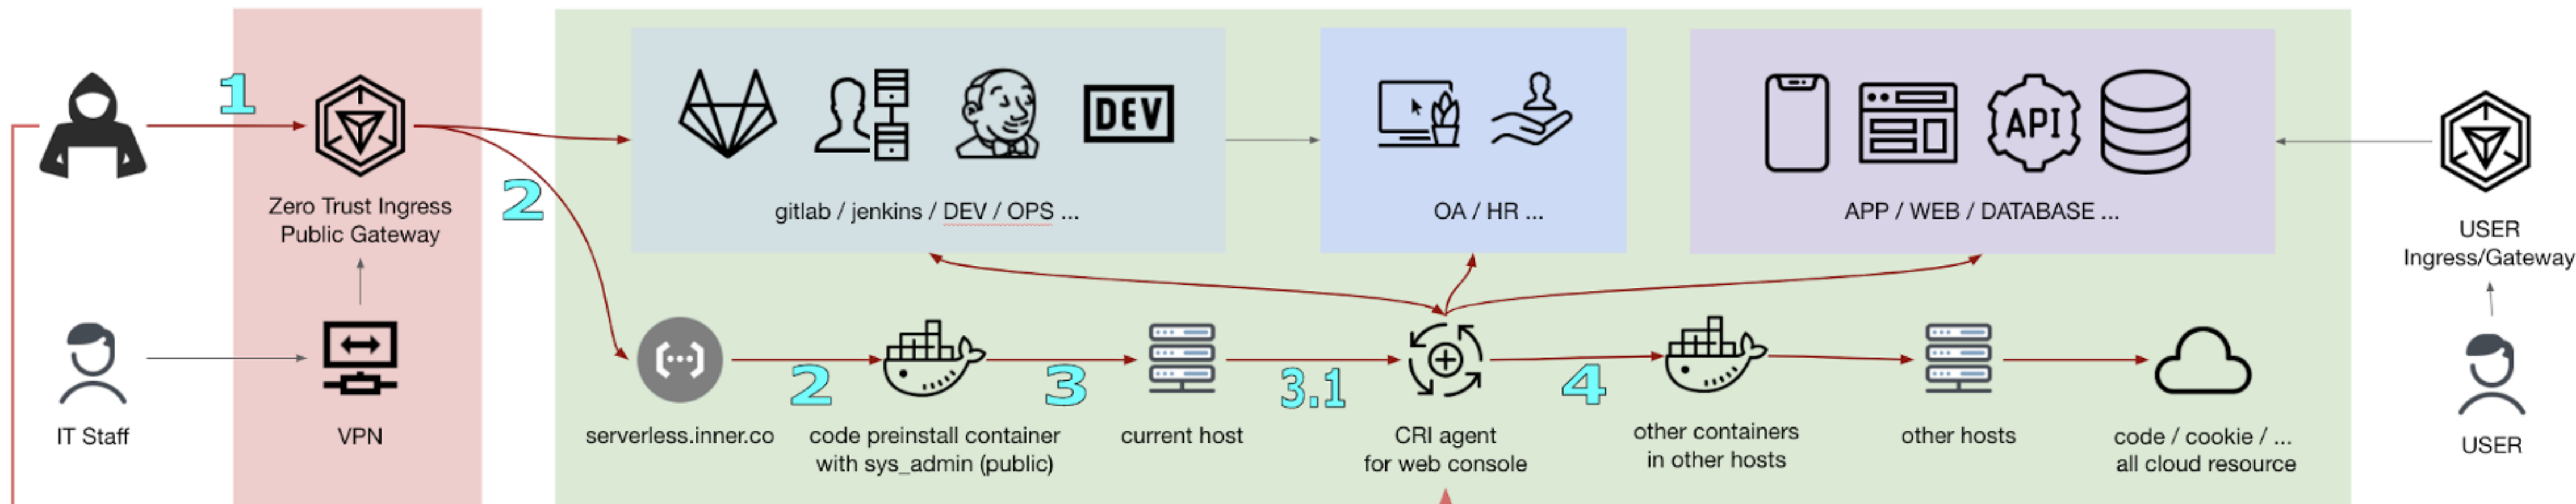 1
2
DEV
API
Zero Trust Ingress
Public Gateway
gitlab / jenkins / DEV / OPS ...
OA / HR ...
APP / WEB / DATABASE ...
USER
Ingress/Gateway
2
3
3.1
4
IT Staff
VPN
serverless.inner.co
code preinstall container
with sys_admin (public)
current host
CRI agent
for web console
other containers
in other hosts
other hosts
code / cookie / ...
all cloud resource
USER